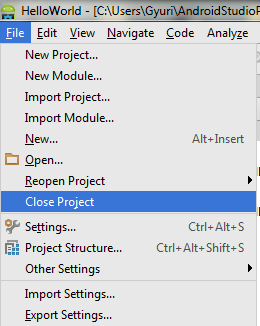 HelloWorld - [C:\Users\Gyuri\AndroidStudioP
File Edit View Navigate Code Analyze
New Project...
New Module...
Import Project...
Import Module...
New... Alt+Insert
Open...
Reopen Project
Close Project
Settings... Ctrl+Alt+S
Project Structure... Ctrl+Alt+Shift+S
Other Settings
Import Settings...
Export Settings...